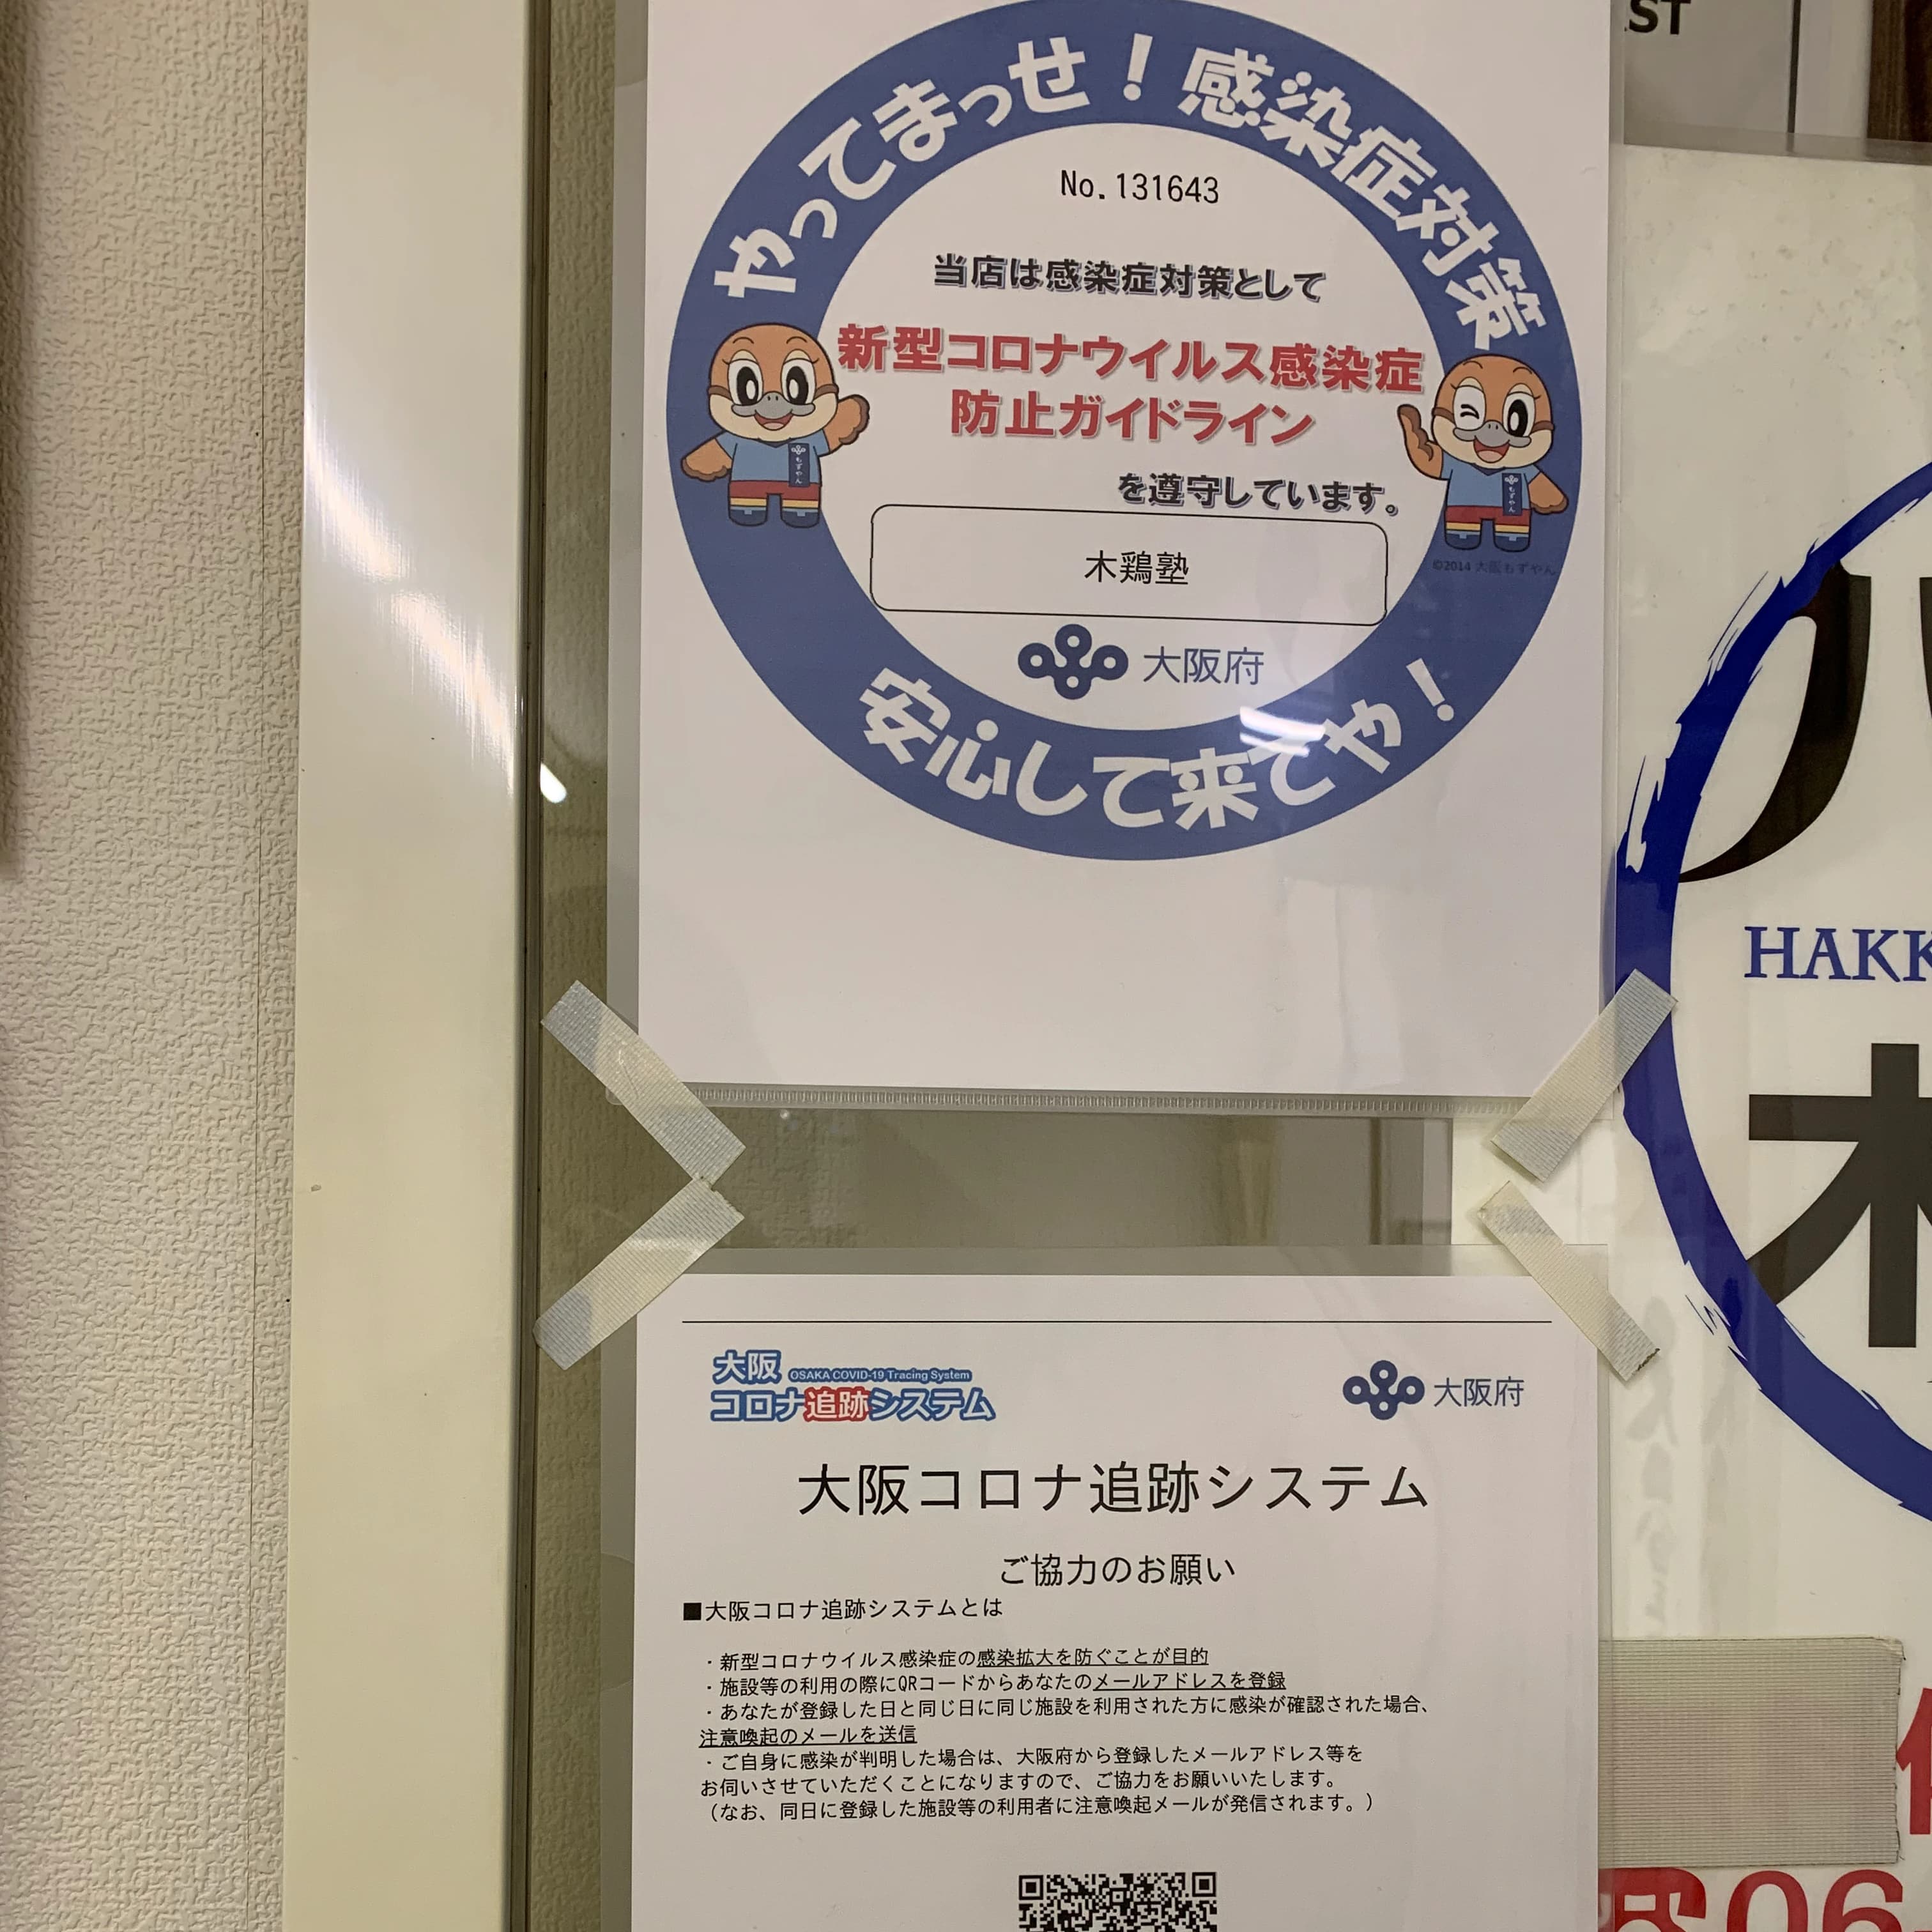 やってまっせ！感染症対策
No.131643
当店は感染症対策として
新型コロナウイルス感染症
防止ガイドライン
を遵守しています。
もずやん
もずやん
©2014 大阪もずやん
木鶏塾
大阪府
安心して来てや！
大阪 OSAKA COVID-19 Tracing System
コロナ追跡システム
大阪府
大阪コロナ追跡システム
ご協力のお願い
■大阪コロナ追跡システムとは
・新型コロナウイルス感染症の感染拡大を防ぐことが目的
・施設等の利用の際にQRコードからあなたのメールアドレスを登録
・あなたが登録した日と同じ日に同じ施設を利用された方に感染が確認された場合、
注意喚起のメールを送信
・ご自身に感染が判明した場合は、大阪府から登録したメールアドレス等を
お伺いさせていただくことになりますので、ご協力をお願いいたします。
（なお、同日に登録した施設等の利用者に注意喚起メールが発信されます。）
ST
HAKK
06